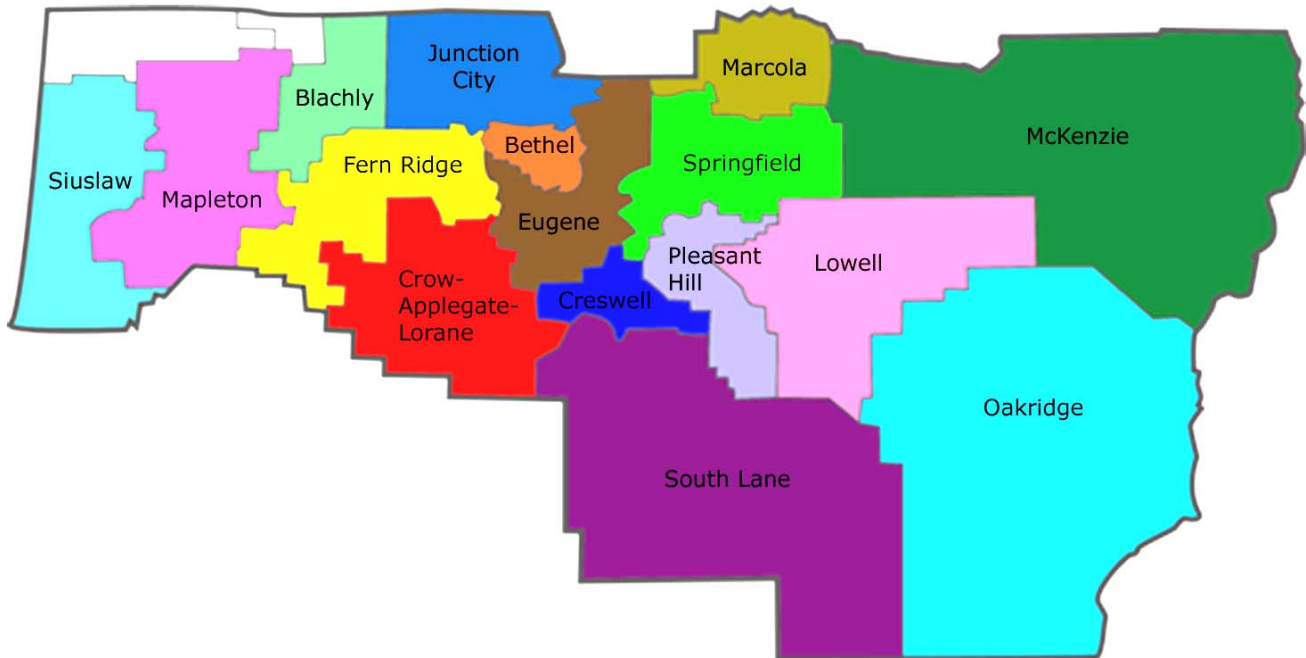 Junction
City
Marcola
Blachly
McKenzie
Bethel
Fern Ridge
Springfield
Siuslaw
Mapleton
Eugene
Pleasant
Hill
Lowell
Crow-
Applegate-
Lorane
Creswell
Oakridge
South Lane